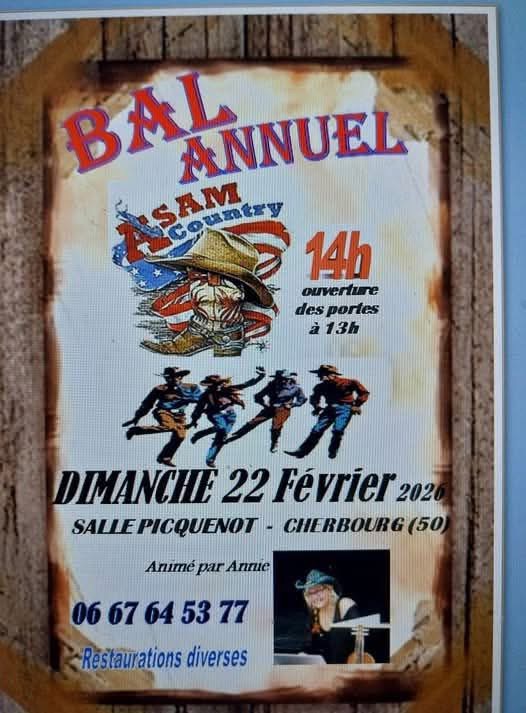 BAL
ANNUEL
ASAM
Country
14h
ouverture
des portes
à 13h
DIMANCHE 22 Février 2026
SALLE PICQUENOT - CHERBOURG (50)
Animé par Annie
06 67 64 53 77
Restaurations diverses